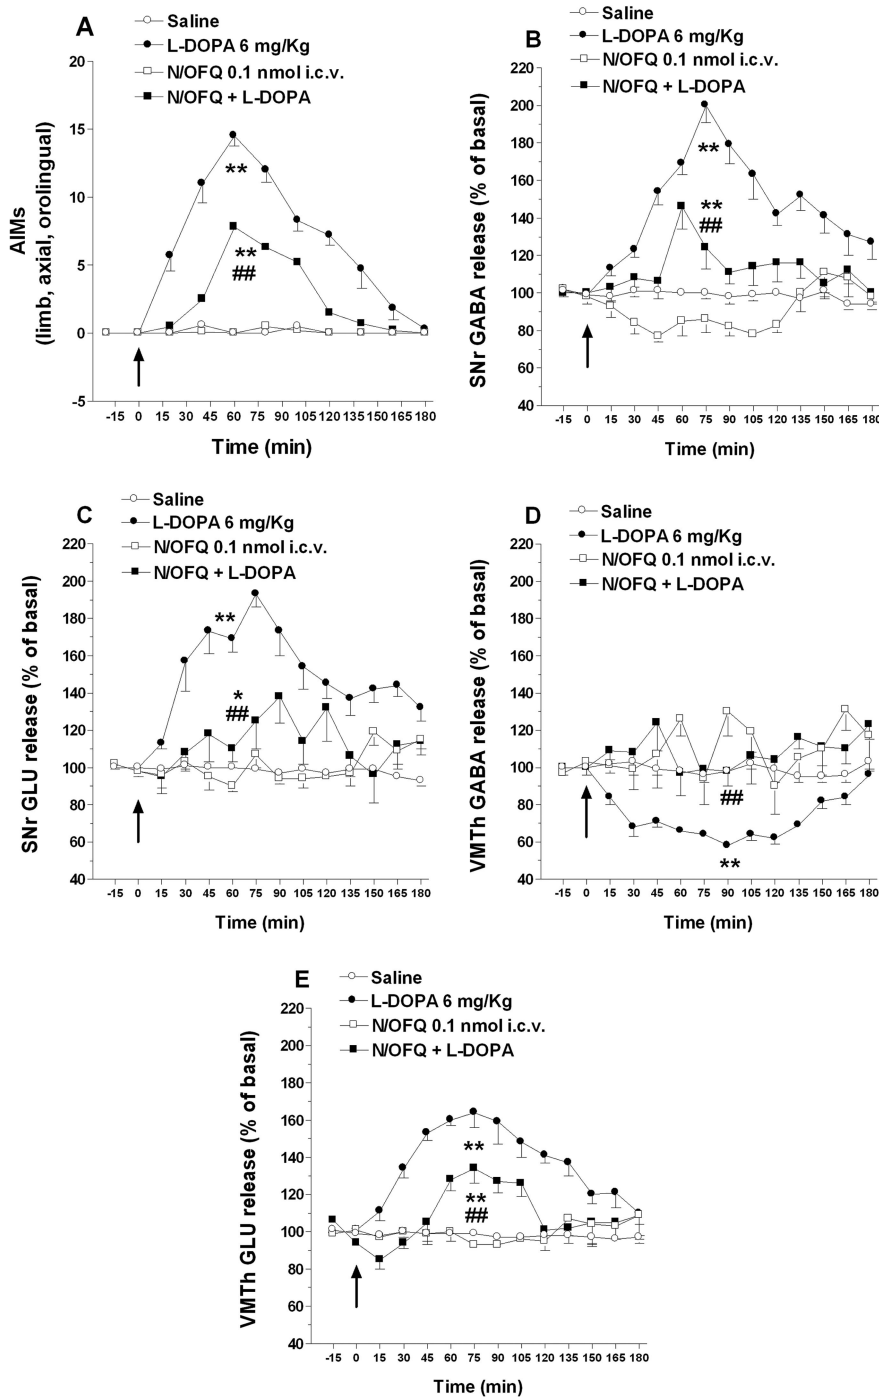 A
Saline
L-DOPA 6 mg/Kg
N/OFQ 0.1 nmol i.c.v.
N/OFQ + L-DOPA
AIMs
(limb, axial, orolingual)
20
15
10
5
0
-5
**
**
##
-15 0 15 30 45 60 75 90 105 120 135 150 165 180
Time (min)
B
Saline
L-DOPA 6 mg/Kg
N/OFQ 0.1 nmol i.c.v.
N/OFQ + L-DOPA
SNr GABA release (% of basal)
220
200
180
160
140
120
100
80
60
40
**
**
##
-15 0 15 30 45 60 75 90 105 120 135 150 165 180
Time (min)
C
Saline
L-DOPA 6 mg/Kg
N/OFQ 0.1 nmol i.c.v.
N/OFQ + L-DOPA
SNr GLU release (% of basal)
220
200
180
160
140
120
100
80
60
40
**
*
##
-15 0 15 30 45 60 75 90 105 120 135 150 165 180
Time (min)
D
Saline
L-DOPA 6 mg/Kg
N/OFQ 0.1 nmol i.c.v.
N/OFQ + L-DOPA
VMTh GABA release (% of basal)
220
200
180
160
140
120
100
80
60
40
##
**
-15 0 15 30 45 60 75 90 105 120 135 150 165 180
Time (min)
E
Saline
L-DOPA 6 mg/Kg
N/OFQ 0.1 nmol i.c.v.
N/OFQ + L-DOPA
VMTh GLU release (% of basal)
220
200
180
160
140
120
100
80
60
40
**
**
##
-15 0 15 30 45 60 75 90 105 120 135 150 165 180
Time (min)